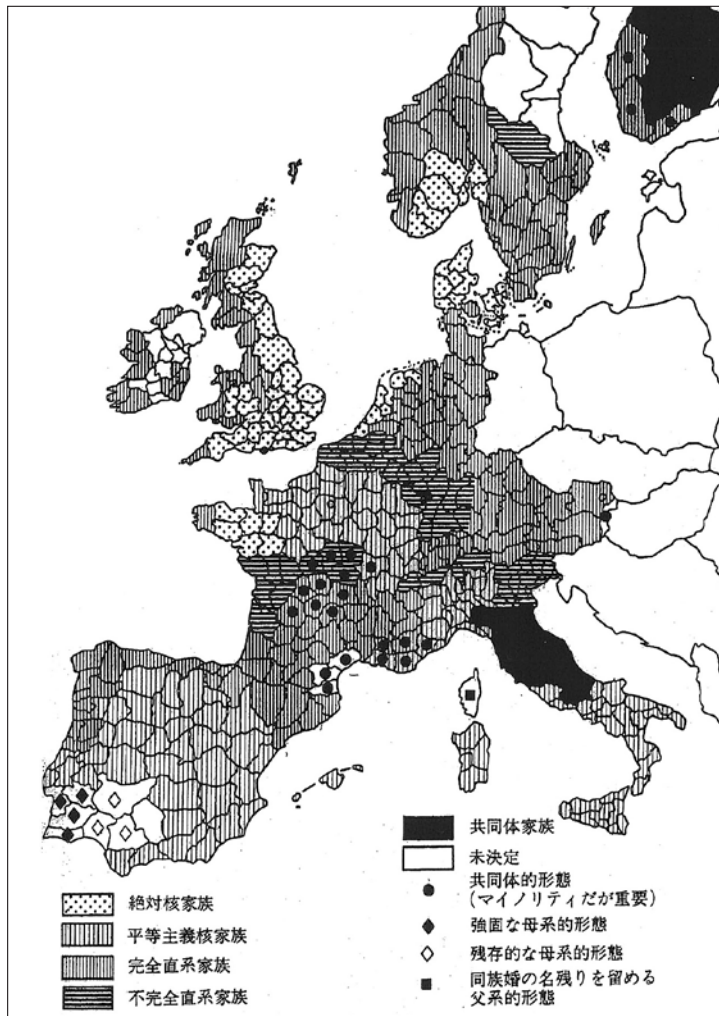 絶対核家族
平等主義核家族
完全直系家族
不完全直系家族
共同体家族
未決定
共同体的形態
(マイノリティだが重要)
強固な母系的形態
残存的な母系的形態
同族婚の名残りを留める
父系的形態